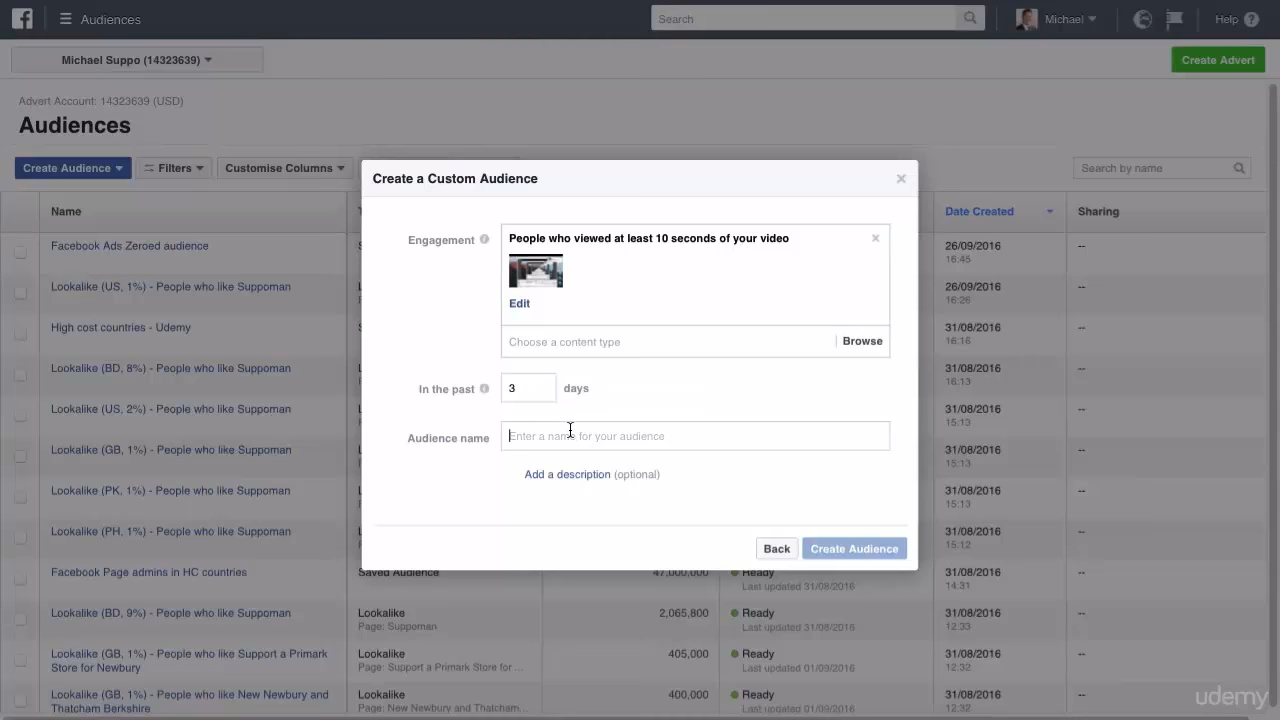 f
Audiences
Search
Michael
Help
Michael Suppo (14323639)
Create Advert
Advert Account: 14323639 (USD)
Audiences
Create Audience
Filters
Customise Columns
Search by name
Name
Date Created
Sharing
Create a Custom Audience
Engagement
People who viewed at least 10 seconds of your video
Edit
Choose a content type
Browse
In the past
3
days
Audience name
Enter a name for your audience
Add a description (optional)
Back
Create Audience
Facebook Ads Zeroed audience
26/09/2016
16:45
--
Lookalike (US, 1%) - People who like Suppoman
26/09/2016
16:26
--
High cost countries - Udemy
31/08/2016
16:16
--
Lookalike (BD, 8%) - People who like Suppoman
31/08/2016
16:13
--
Lookalike (US, 2%) - People who like Suppoman
31/08/2016
15:13
--
Lookalike (GB, 1%) - People who like Suppoman
31/08/2016
15:13
--
Lookalike (PK, 1%) - People who like Suppoman
31/08/2016
15:13
--
Lookalike (PH, 1%) - People who like Suppoman
31/08/2016
15:12
--
Facebook Page admins in HC countries
Saved Audience
47,000,000
Ready
Last updated 31/08/2016
31/08/2016
14:31
--
Lookalike (BD, 9%) - People who like Suppoman
Lookalike
Page: Suppoman
2,065,800
Ready
Last updated 31/08/2016
31/08/2016
12:33
--
Lookalike (GB, 1%) - People who like Support a Primark
Store for Newbury
Lookalike
Page: Support a Primark Store for ...
405,000
Ready
Last updated 01/09/2016
31/08/2016
12:32
--
Lookalike (GB, 1%) - People who like New Newbury and
Thatcham Berkshire
Lookalike
Page: New Newbury and Thatcham...
400,000
Ready
Last updated 01/09/2016
31/08/2016
12:32
--
udemy